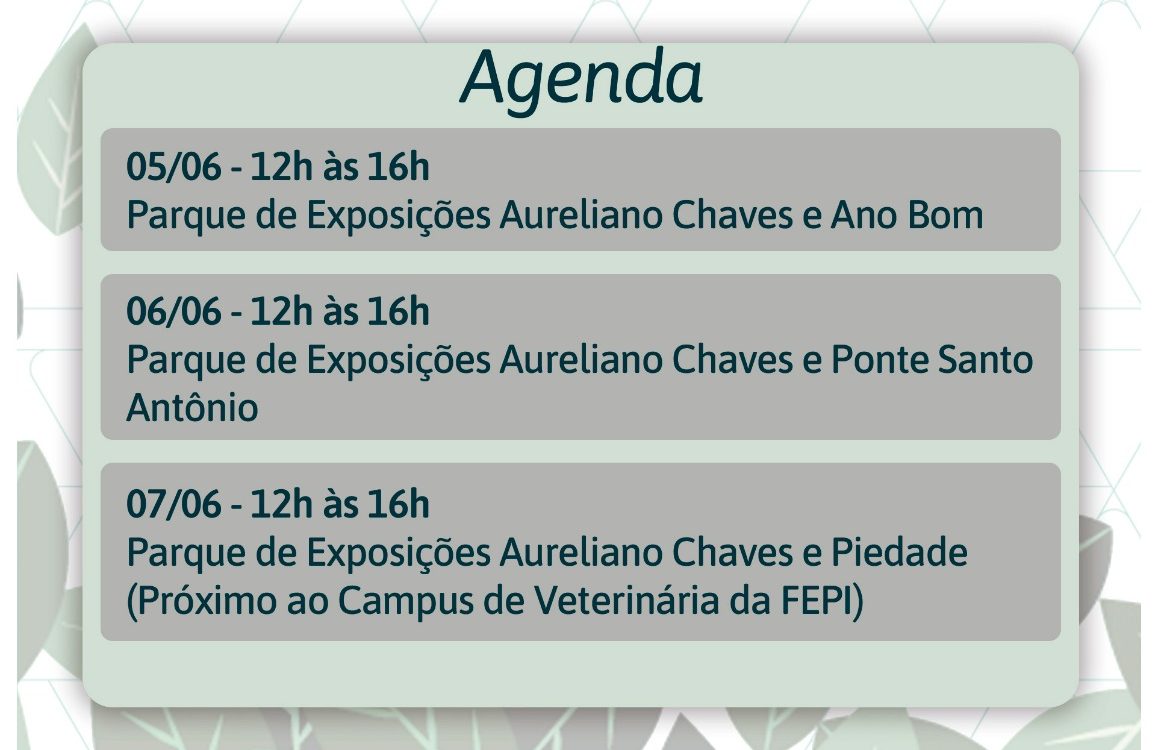 Agenda
05/06 - 12h às 16h
Parque de Exposições Aureliano Chaves e Ano Bom
06/06 - 12h às 16h
Parque de Exposições Aureliano Chaves e Ponte Santo
Antônio
07/06 - 12h às 16h
Parque de Exposições Aureliano Chaves e Piedade
(Próximo ao Campus de Veterinária da FEPI)